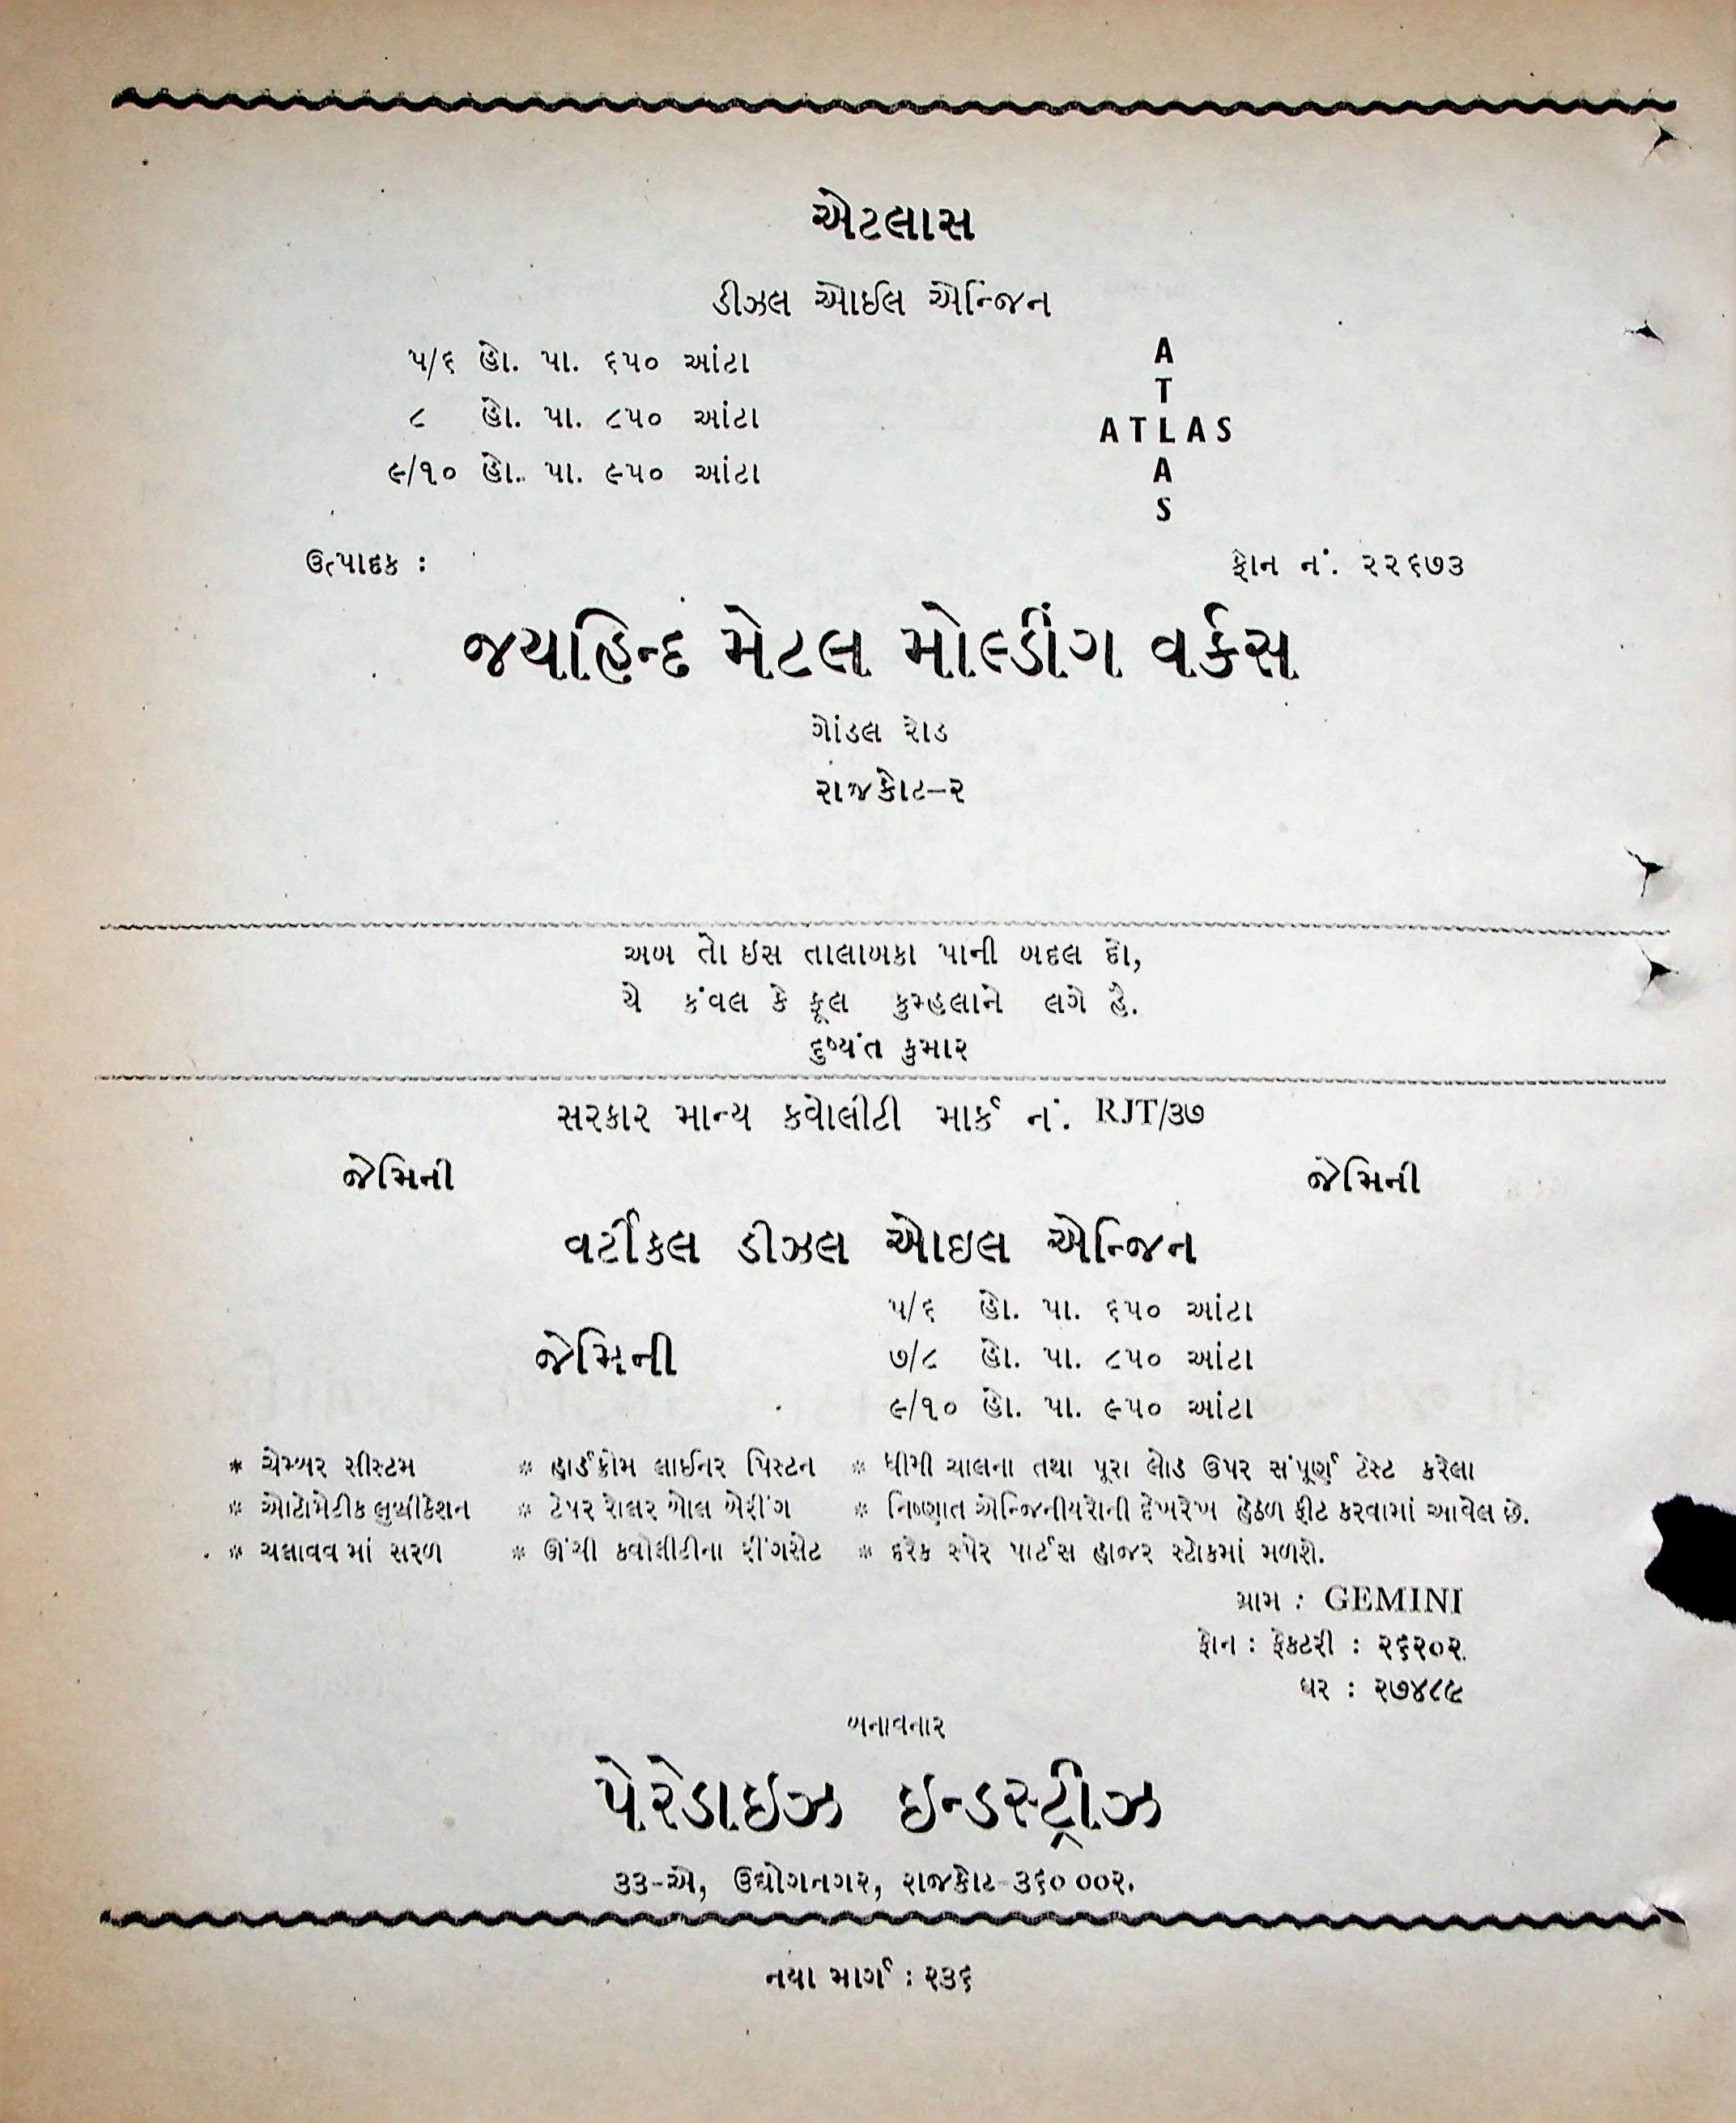 એટલાસ
ડીઝલ ઓઈલ એન્જિન
૫/૬ હો. પા. ૬૫૦ આંટા
૮ હો. પા. ૮૫૦ આંટા
૯/૧૦ હો. પા. ૯૫૦ આંટા
A
T
ATLAS
A
S
ઉત્પાદક :
ફોન નં. ૨૨૬૭૩
જયહિન્દ મેટલ મોલ્ડીંગ વર્કસ
ગોંડલ રોડ
રાજકોટ–૨
અબ તો ઇસ તાલાબકા પાની બદલ દો,
યે કંવલ કે ફૂલ કુમ્હલાને લગે હૈ.
દુષ્યંત કુમાર
સરકાર માન્ય કવોલીટી માર્ક નં. RJT/૩૭
જેમિની
જેમિની
વર્ટીકલ ડીઝલ ઓઇલ એન્જિન
જેમિની
૫/૬ હો. પા. ૬૫૦ આંટા
૭/૮ હો. પા. ૮૫૦ આંટા
૯/૧૦ હો. પા. ૯૫૦ આંટા
* ચેમ્બર સીસ્ટમ * હાર્ડક્રોમ લાઈનર પિસ્ટન * ધીમી ચાલના તથા પૂરા લોડ ઉપર સંપૂર્ણ ટેસ્ટ કરેલા
* ઓટોમેટીક લુબ્રીકેશન * ટેપર રોલર બોલ બેરીંગ * નિષ્ણાત એન્જિનીયરોની દેખરેખ હેઠળ ફીટ કરવામાં આવેલ છે.
* ચલાવવ માં સરળ * ઊંચી કવોલીટીના રીંગસેટ * દરેક સ્પેર પાર્ટસ હાજર સ્ટોકમાં મળશે.
ગ્રામ : GEMINI
ફોન : ફેકટરી : ૨૬૨૦૨
ઘર : ૨૭૪૮૯
બનાવનાર
પેરેડાઇઝ ઇન્ડસ્ટ્રીઝ
૩૩-એ, ઉદ્યોગનગર, રાજકોટ-૩૬૦ ૦૦૨.
નયા માર્ગ : ૨૩૬